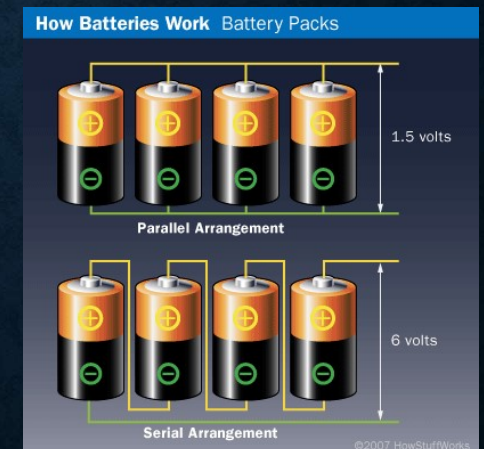 How Batteries Work Battery Packs
1.5 volts
Parallel Arrangement
6 volts
Serial Arrangement
©2007 HowStuffWorks